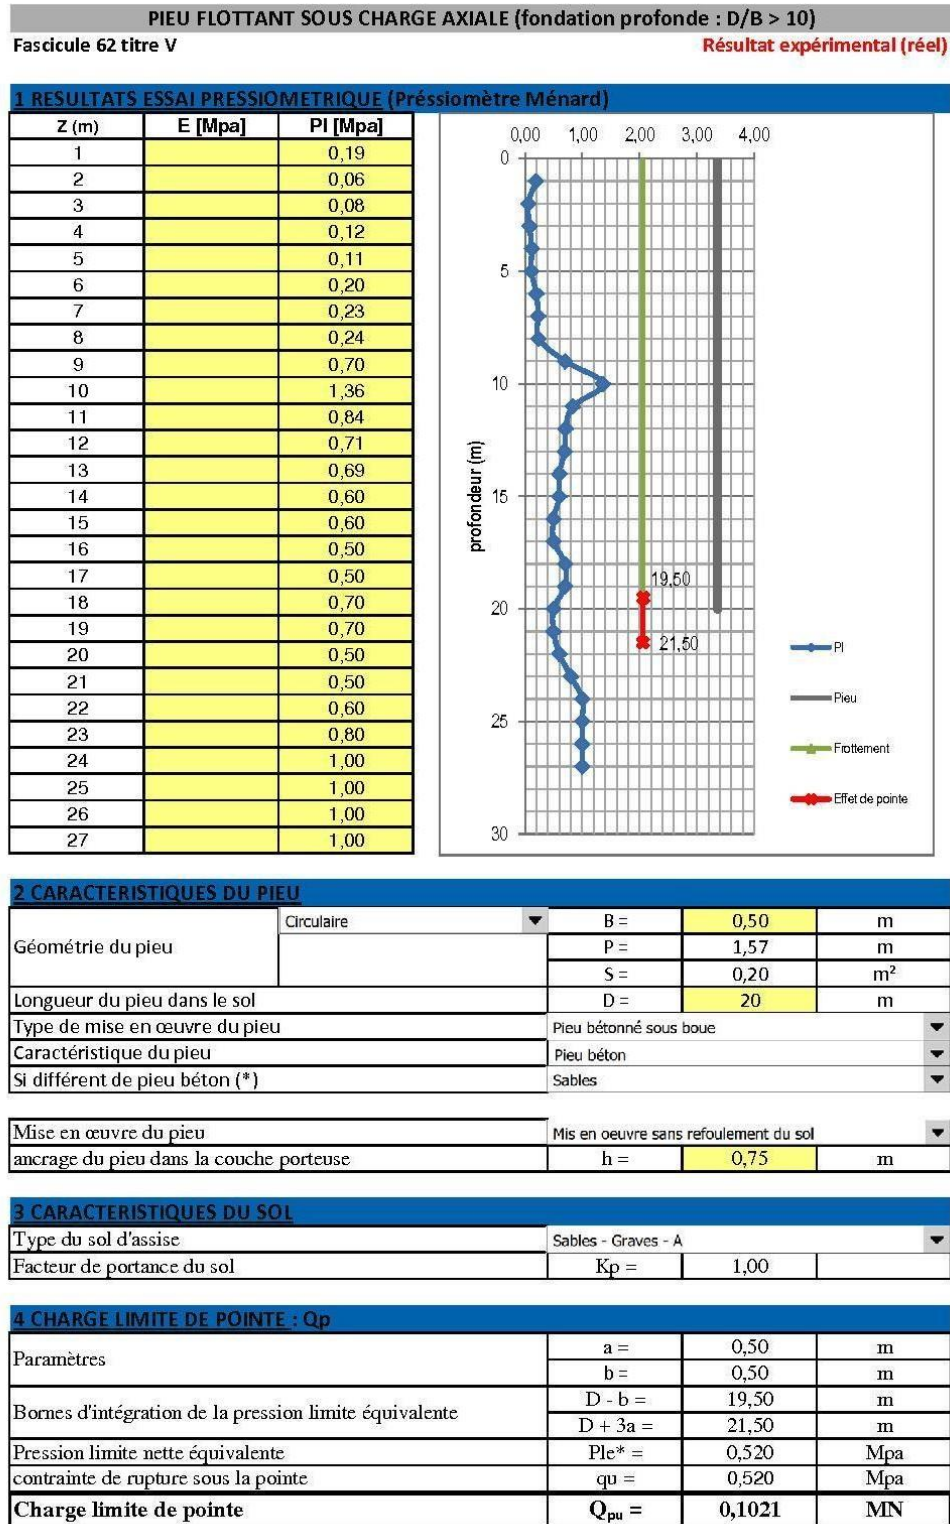 PIEU FLOTTANT SOUS CHARGE AXIALE (fondation profonde : D/B > 10)
Fascicule 62 titre V Résultat expérimental (réel)
1 RESULTATS ESSAI PRESSIOMETRIQUE (Préssiomètre Ménard)
Z (m) E [Mpa] Pl [Mpa]
1 0,19
2 0,06
3 0,08
4 0,12
5 0,11
6 0,20
7 0,23
8 0,24
9 0,70
10 1,36
11 0,84
12 0,71
13 0,69
14 0,60
15 0,60
16 0,50
17 0,50
18 0,70
19 0,70
20 0,50
21 0,50
22 0,60
23 0,80
24 1,00
25 1,00
26 1,00
27 1,00
0,00 1,00 2,00 3,00 4,00
0
5
10
15
20
25
30
profondeur (m)
19,50
21,50
Pl
Pieu
Frottement
Effet de pointe
2 CARACTERISTIQUES DU PIEU
Géométrie du pieu Circulaire B = 0,50 m
P = 1,57 m
S = 0,20 m²
Longueur du pieu dans le sol D = 20 m
Type de mise en œuvre du pieu Pieu bétonné sous boue
Caractéristique du pieu Pieu béton
Si différent de pieu béton (*) Sables
Mise en œuvre du pieu Mis en oeuvre sans refoulement du sol
ancrage du pieu dans la couche porteuse h = 0,75 m
3 CARACTERISTIQUES DU SOL
Type du sol d'assise Sables - Graves - A
Facteur de portance du sol Kp = 1,00
4 CHARGE LIMITE DE POINTE : Qp
Paramètres a = 0,50 m
b = 0,50 m
Bornes d'intégration de la pression limite équivalente D - b = 19,50 m
D + 3a = 21,50 m
Pression limite nette équivalente Ple* = 0,520 Mpa
contrainte de rupture sous la pointe qu = 0,520 Mpa
Charge limite de pointe Qpu = 0,1021 MN